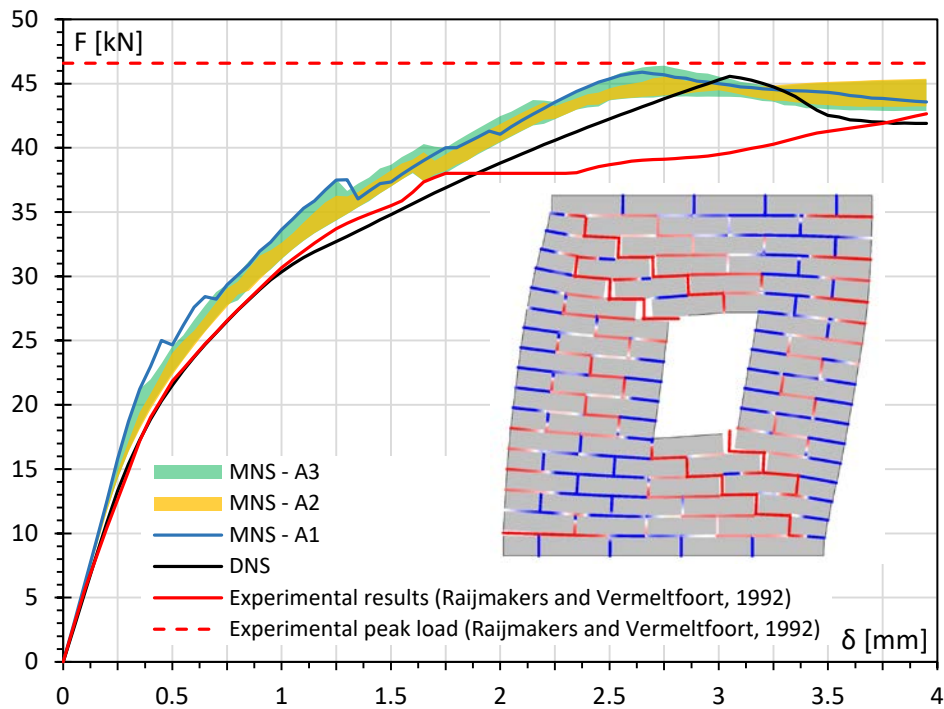 50
F [kN]
45
40
35
30
25
20
15
10
5
0
MNS - A3
MNS - A2
MNS - A1
DNS
Experimental results (Raijmakers and Vermeltfoort, 1992)
Experimental peak load (Raijmakers and Vermeltfoort, 1992)
δ [mm]
0 0.5 1 1.5 2 2.5 3 3.5 4